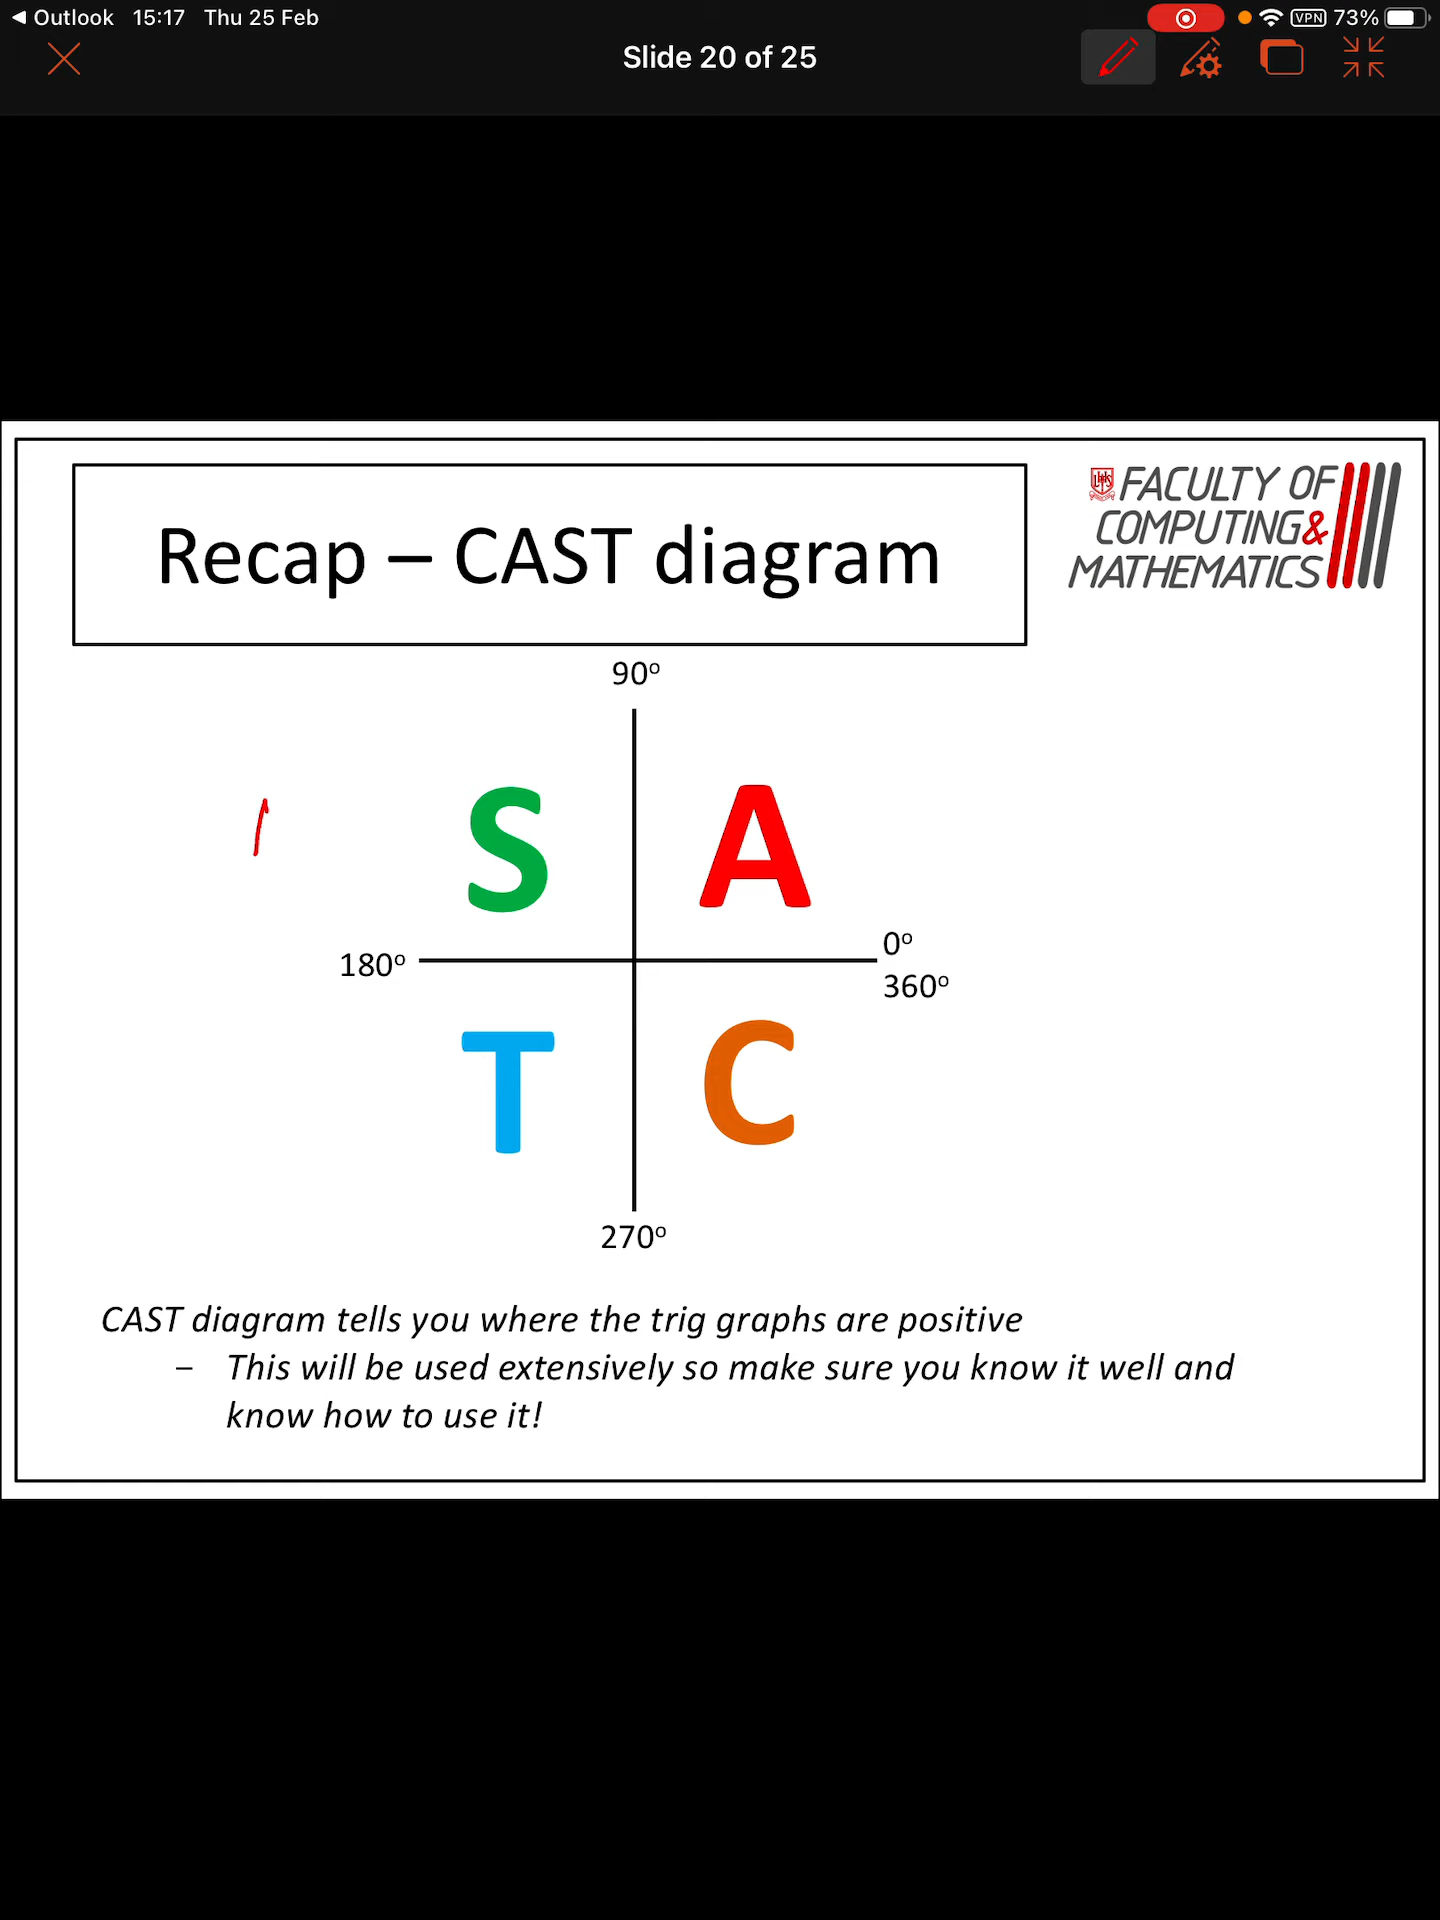 ◀ Outlook 15:17 Thu 25 Feb VPN 73%
Slide 20 of 25
Recap – CAST diagram
FACULTY OF
COMPUTING&
MATHEMATICS
90º
S A
180º
0º
360º
T C
270º
CAST diagram tells you where the trig graphs are positive
– This will be used extensively so make sure you know it well and
know how to use it!